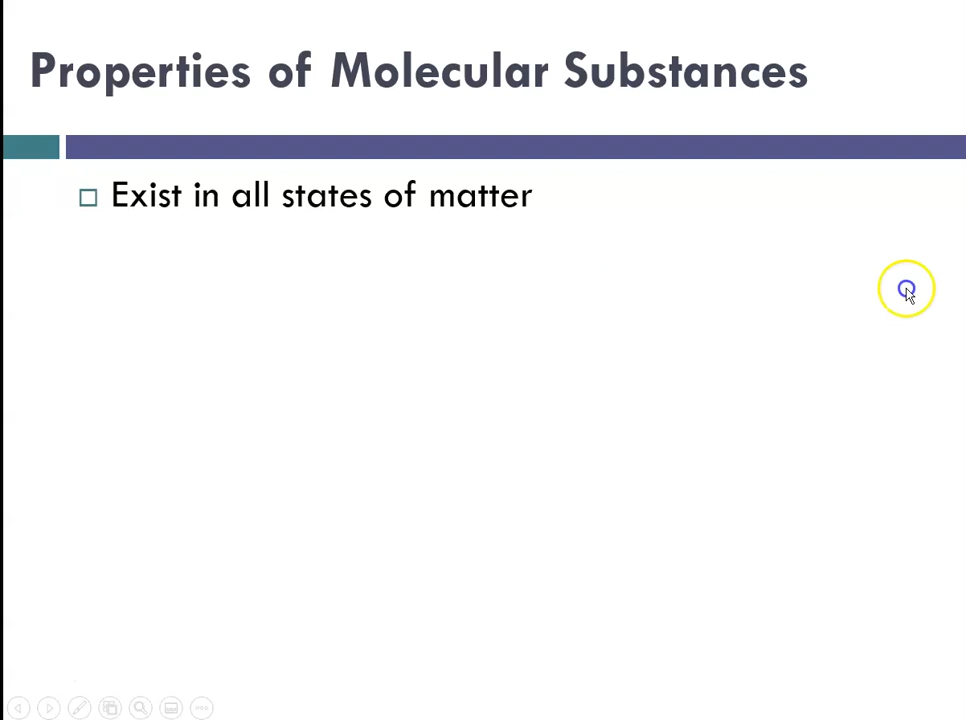 Properties of Molecular Substances
Exist in all states of matter